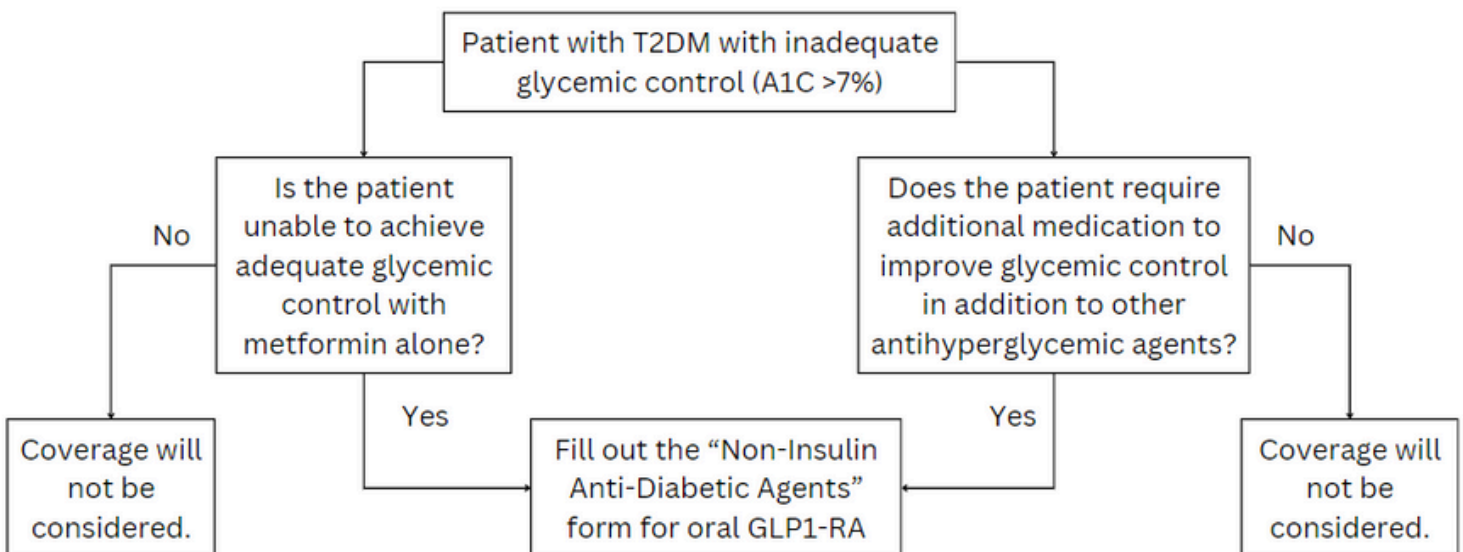 Patient with T2DM with inadequate
glycemic control (A1C >7%)
Is the patient
unable to achieve
adequate glycemic
control with
metformin alone?
Does the patient require
additional medication to
improve glycemic control
in addition to other
antihyperglycemic agents?
No
No
Yes
Yes
Coverage will
not be
considered.
Fill out the “Non-Insulin
Anti-Diabetic Agents”
form for oral GLP1-RA
Coverage will
not be
considered.